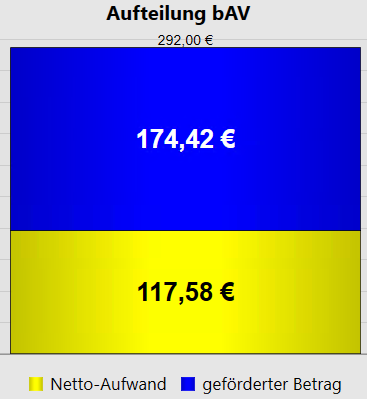 Aufteilung bAV
292,00 €
174,42 €
117,58 €
Netto-Aufwand geförderter Betrag